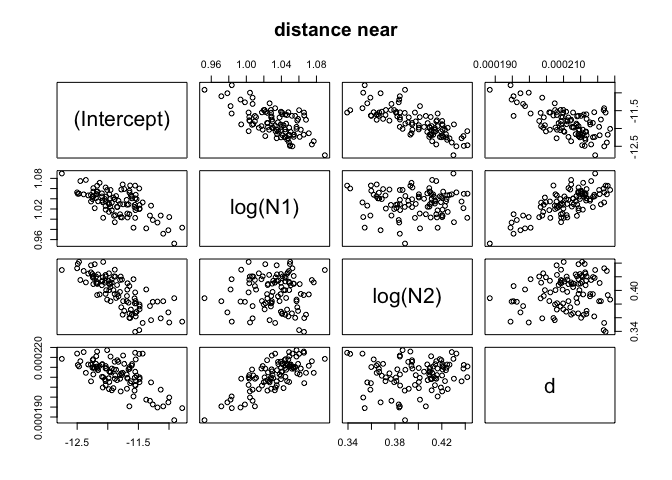 distance near
0.96 1.00 1.04 1.08
0.000190 0.000210
(Intercept)
-12.5 -11.5
0.96 1.02 1.08
log(N1)
log(N2)
0.34 0.40
0.000190 0.000220
d
-12.5 -11.5
0.34 0.38 0.42